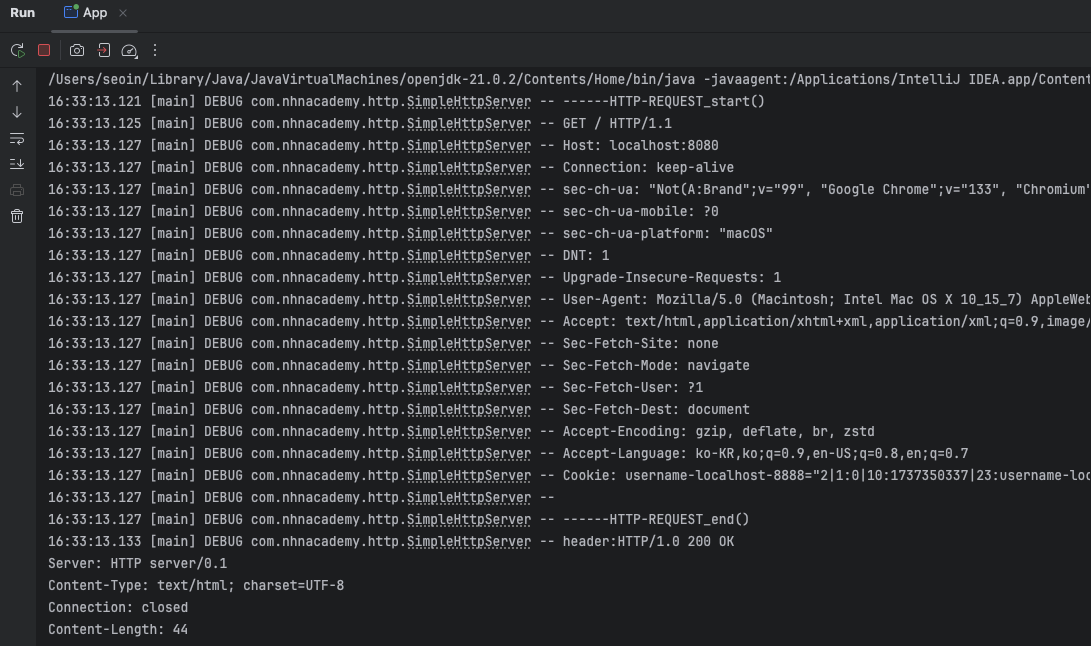 Run App
/Users/seoin/Library/Java/JavaVirtualMachines/openjdk-21.0.2/Contents/Home/bin/java -javaagent:/Applications/IntelliJ IDEA.app/Content
16:33:13.121 [main] DEBUG com.nhnacademy.http.SimpleHttpServer -- ------HTTP-REQUEST_start()
16:33:13.125 [main] DEBUG com.nhnacademy.http.SimpleHttpServer -- GET / HTTP/1.1
16:33:13.127 [main] DEBUG com.nhnacademy.http.SimpleHttpServer -- Host: localhost:8080
16:33:13.127 [main] DEBUG com.nhnacademy.http.SimpleHttpServer -- Connection: keep-alive
16:33:13.127 [main] DEBUG com.nhnacademy.http.SimpleHttpServer -- sec-ch-ua: "Not(A:Brand";v="99", "Google Chrome";v="133", "Chromium"
16:33:13.127 [main] DEBUG com.nhnacademy.http.SimpleHttpServer -- sec-ch-ua-mobile: ?0
16:33:13.127 [main] DEBUG com.nhnacademy.http.SimpleHttpServer -- sec-ch-ua-platform: "macOS"
16:33:13.127 [main] DEBUG com.nhnacademy.http.SimpleHttpServer -- DNT: 1
16:33:13.127 [main] DEBUG com.nhnacademy.http.SimpleHttpServer -- Upgrade-Insecure-Requests: 1
16:33:13.127 [main] DEBUG com.nhnacademy.http.SimpleHttpServer -- User-Agent: Mozilla/5.0 (Macintosh; Intel Mac OS X 10_15_7) AppleWeb
16:33:13.127 [main] DEBUG com.nhnacademy.http.SimpleHttpServer -- Accept: text/html,application/xhtml+xml,application/xml;q=0.9,image/
16:33:13.127 [main] DEBUG com.nhnacademy.http.SimpleHttpServer -- Sec-Fetch-Site: none
16:33:13.127 [main] DEBUG com.nhnacademy.http.SimpleHttpServer -- Sec-Fetch-Mode: navigate
16:33:13.127 [main] DEBUG com.nhnacademy.http.SimpleHttpServer -- Sec-Fetch-User: ?1
16:33:13.127 [main] DEBUG com.nhnacademy.http.SimpleHttpServer -- Sec-Fetch-Dest: document
16:33:13.127 [main] DEBUG com.nhnacademy.http.SimpleHttpServer -- Accept-Encoding: gzip, deflate, br, zstd
16:33:13.127 [main] DEBUG com.nhnacademy.http.SimpleHttpServer -- Accept-Language: ko-KR,ko;q=0.9,en-US;q=0.8,en;q=0.7
16:33:13.127 [main] DEBUG com.nhnacademy.http.SimpleHttpServer -- Cookie: username-localhost-8888="2|1:0|10:1737350337|23:username-loc
16:33:13.127 [main] DEBUG com.nhnacademy.http.SimpleHttpServer --
16:33:13.127 [main] DEBUG com.nhnacademy.http.SimpleHttpServer -- ------HTTP-REQUEST_end()
16:33:13.133 [main] DEBUG com.nhnacademy.http.SimpleHttpServer -- header:HTTP/1.0 200 OK
Server: HTTP server/0.1
Content-Type: text/html; charset=UTF-8
Connection: closed
Content-Length: 44